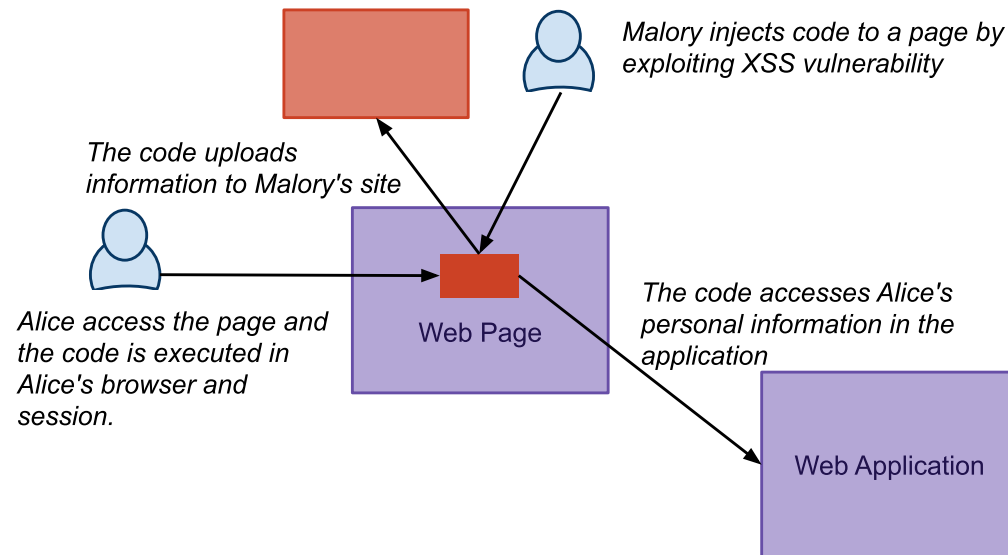 Malory injects code to a page by
exploiting XSS vulnerability
The code uploads
information to Malory's site
Alice access the page and
the code is executed in
Alice's browser and
session.
Web Page
The code accesses Alice's
personal information in the
application
Web Application